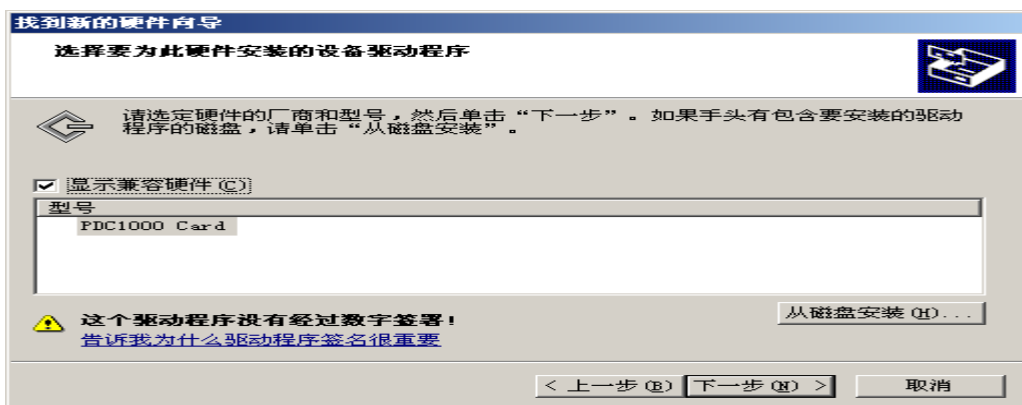 找到新的硬件向导
选择要为此硬件安装的设备驱动程序
请选定硬件的厂商和型号，然后单击“下一步”。如果手头有包含要安装的驱动
程序的磁盘，请单击“从磁盘安装”。
显示兼容硬件(C)
型号
PDC1000 Card
这个驱动程序没有经过数字签署!
从磁盘安装(H)...
告诉我为什么驱动程序签名很重要
< 上一步(B)
下一步(N) >
取消